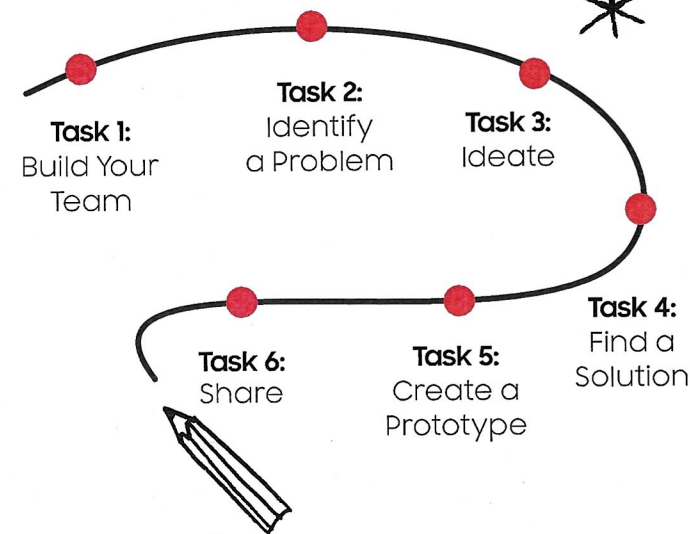 Task 1:
Build Your
Team
Task 2:
Identify
a Problem
Task 3:
Ideate
Task 4:
Find a
Solution
Task 5:
Create a
Prototype
Task 6:
Share